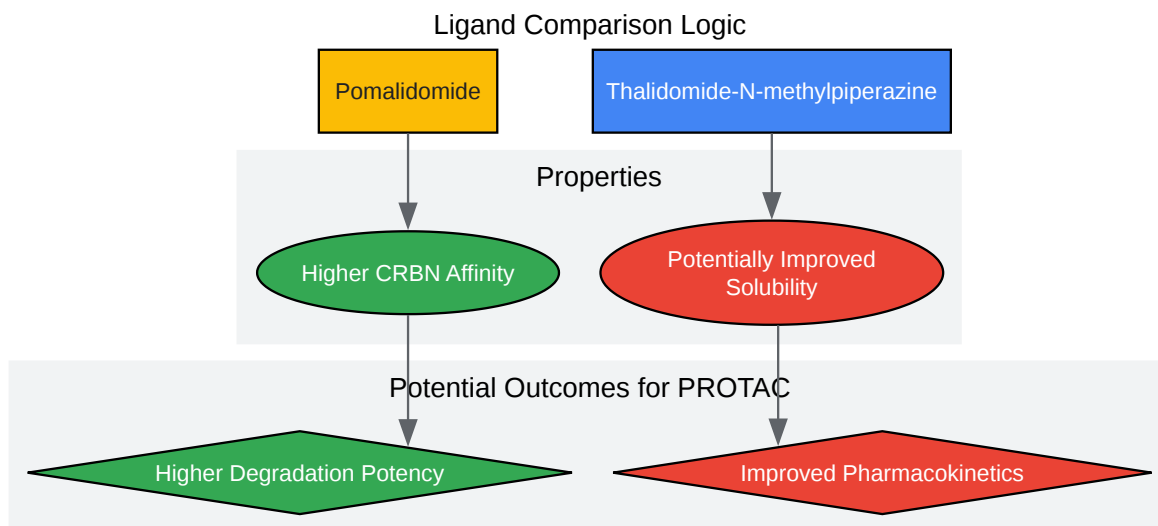 Ligand Comparison Logic
Pomalidomide
Thalidomide-N-methylpiperazine
Properties
Higher CRBN Affinity
Potentially Improved
Solubility
Potential Outcomes for PROTAC
Higher Degradation Potency
Improved Pharmacokinetics